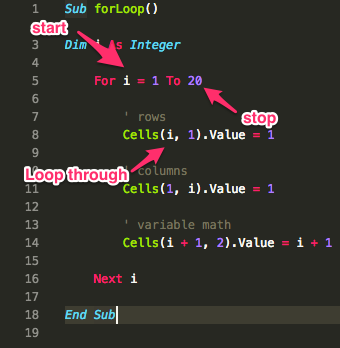 1 Sub forLoop()
2
start
3 Dim i As Integer
4
5 For i = 1 To 20
6
7 ' rows
stop
8 Cells(i, 1).Value = 1
9
Loop through
10 columns
11 Cells(1, i).Value = 1
12
13 ' variable math
14 Cells(i + 1, 2).Value = i + 1
15
16 Next i
17
18 End Sub
19